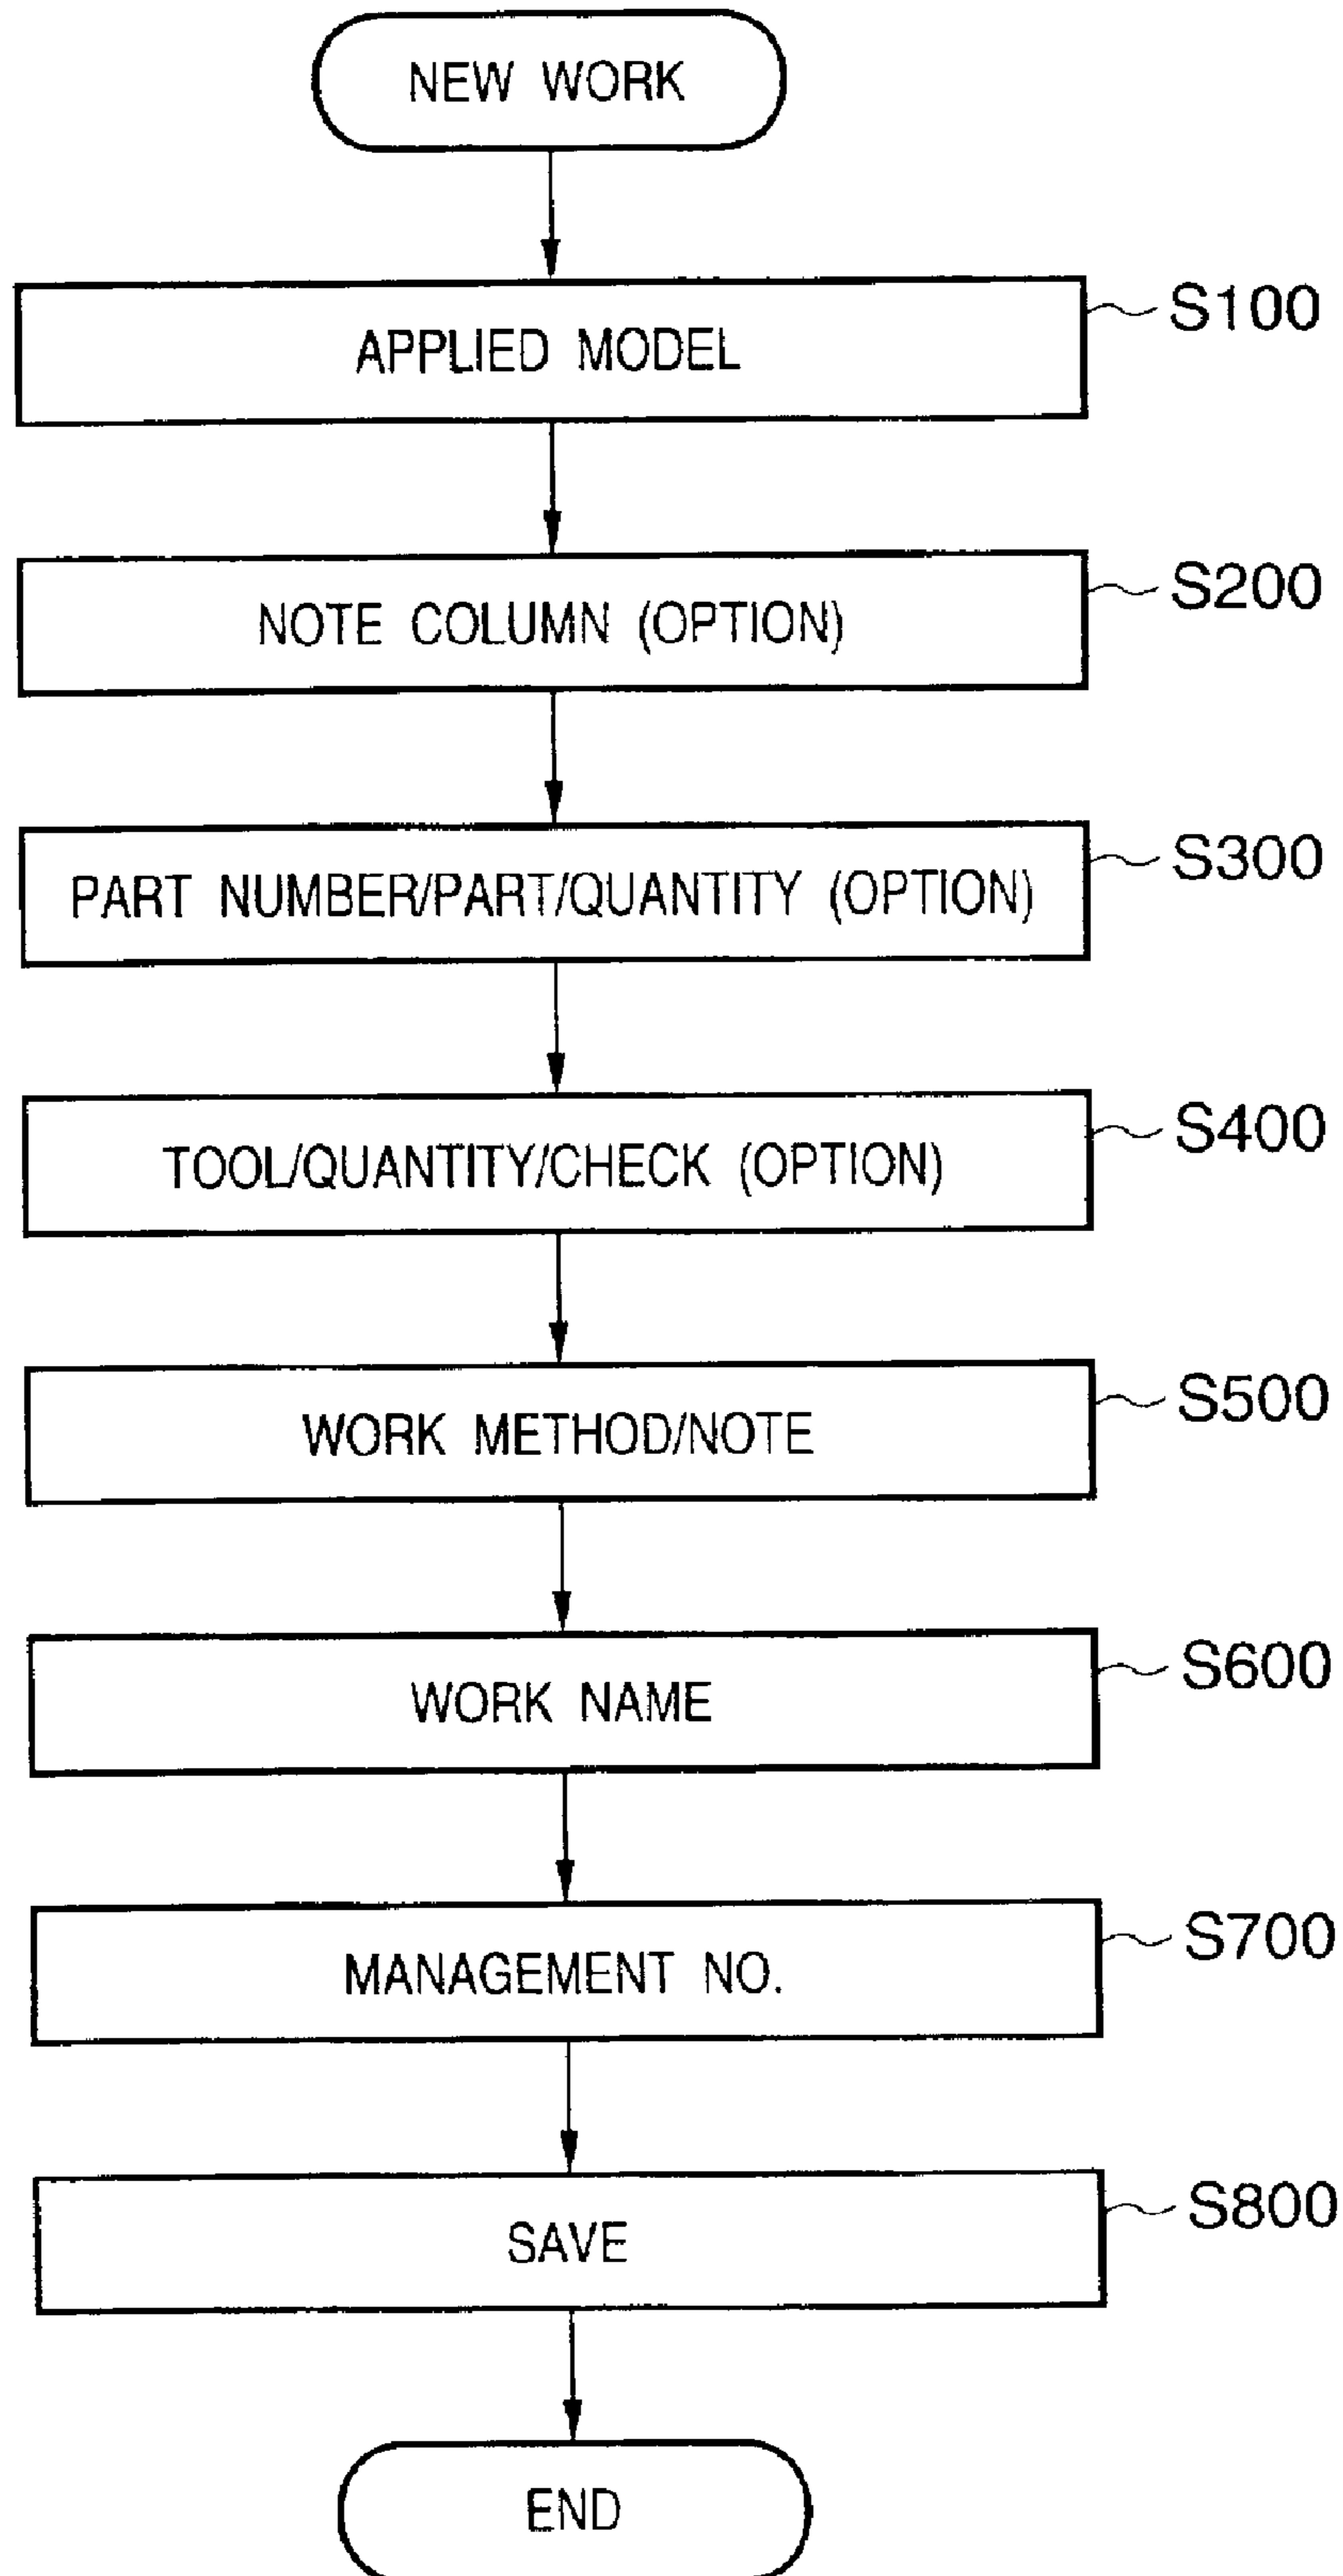 NEW WORK
APPLIED MODEL
S100
NOTE COLUMN (OPTION)
S200
PART NUMBER/PART/QUANTITY (OPTION)
S300
TOOL/QUANTITY/CHECK (OPTION)
S400
WORK METHOD/NOTE
S500
WORK NAME
S600
MANAGEMENT NO.
S700
SAVE
S800
END